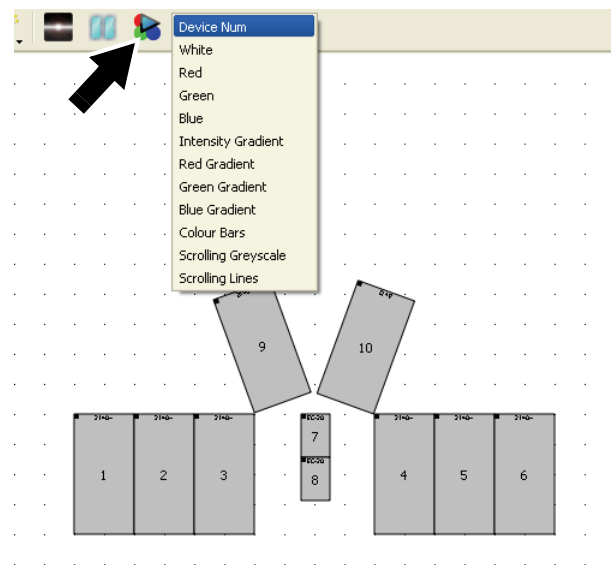 Device Num
White
Red
Green
Blue
Intensity Gradient
Red Gradient
Green Gradient
Blue Gradient
Colour Bars
Scrolling Greyscale
Scrolling Lines
9
10
7
8
1
2
3
4
5
6